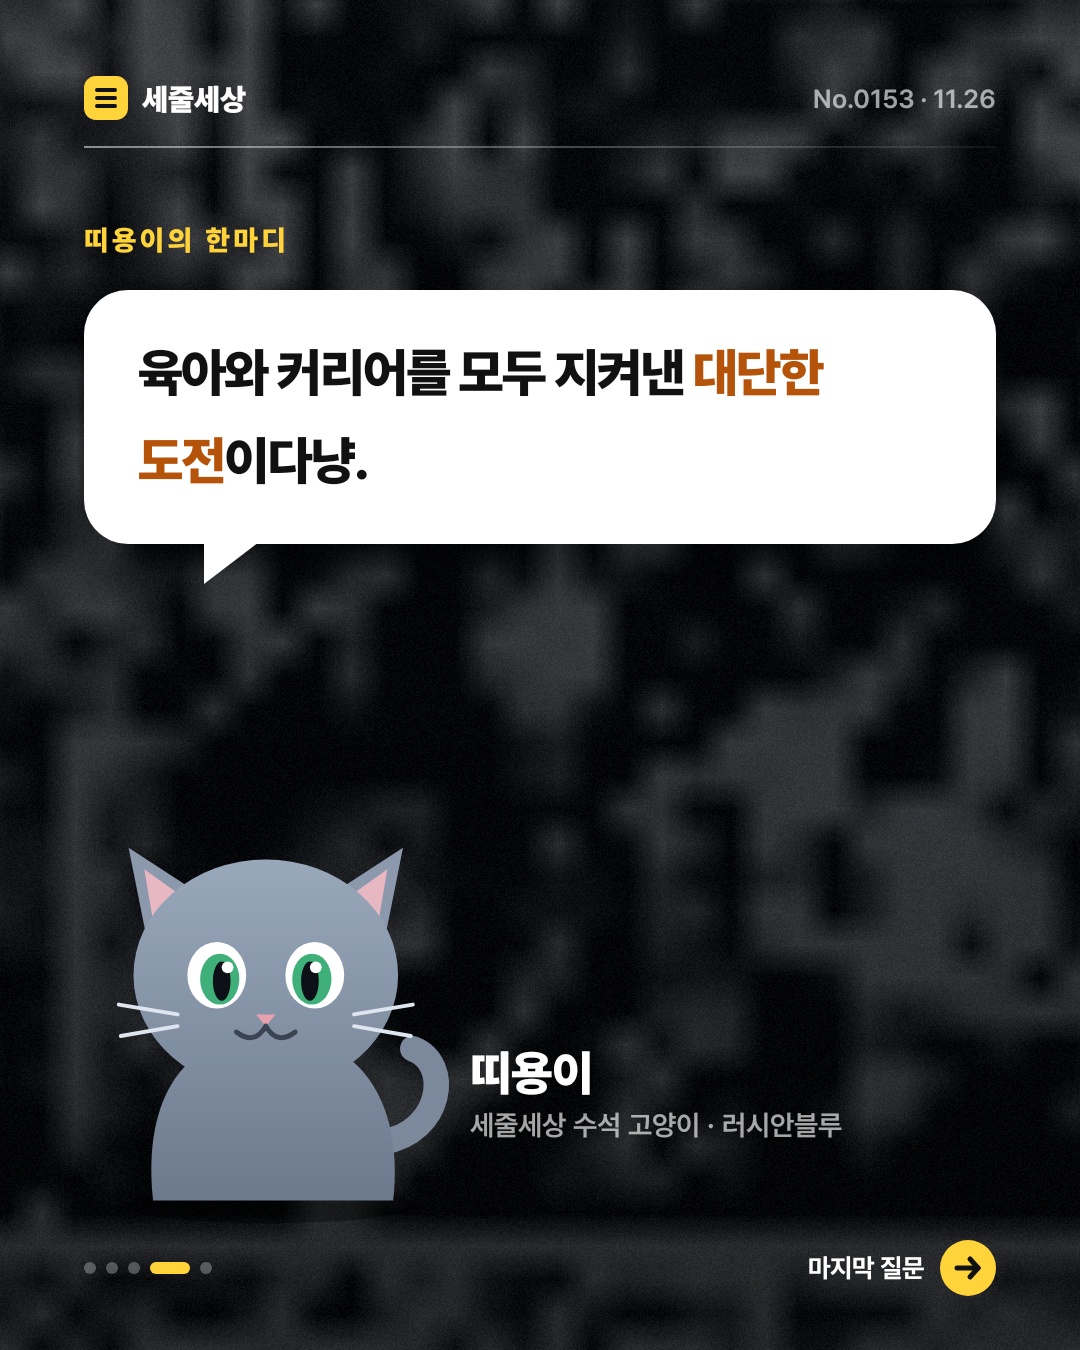 세줄세상
No.0153 · 11.26
띠용이의 한마디
육아와 커리어를 모두 지켜낸 대단한
도전이다냥.
띠용이
세줄세상 수석 고양이 · 러시안블루
마지막 질문